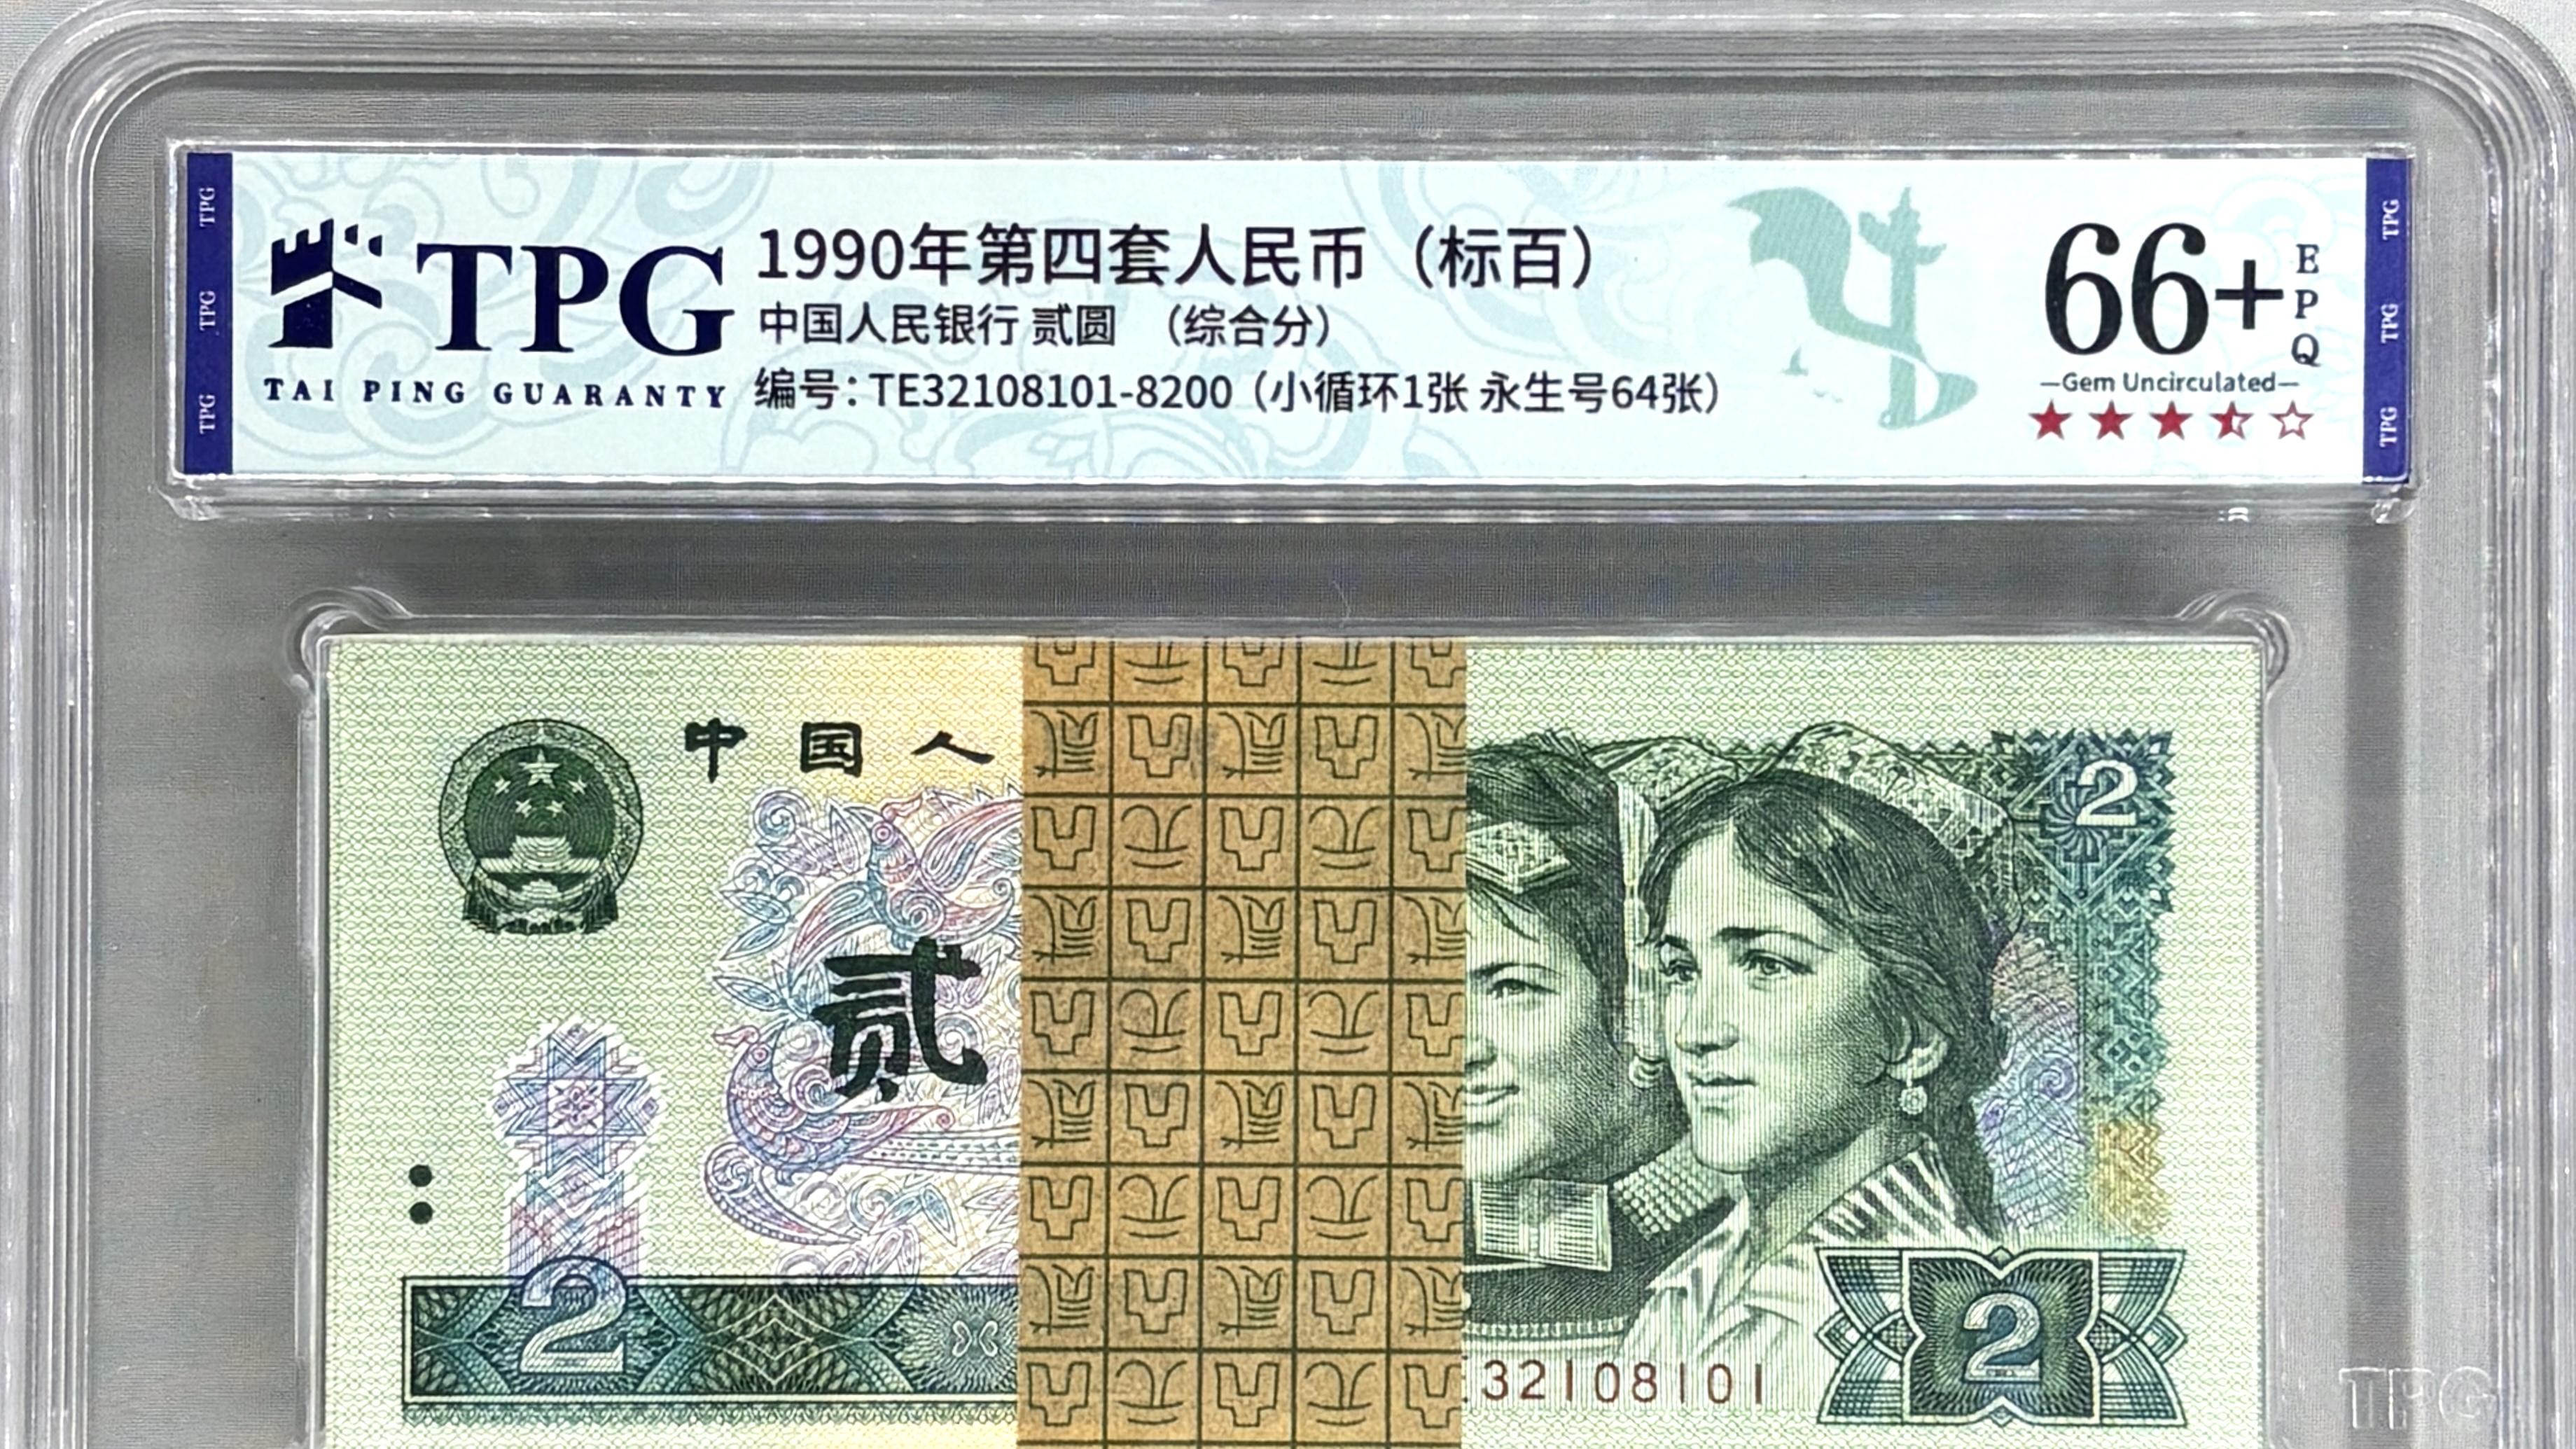 TPG
TPG
TPG
TPG
TAI PING GUARANTY
1990年第四套人民币（标百）
中国人民银行 贰圆 （综合分）
编号：TE32108101-8200（小循环1张 永生号64张）
66+
EPQ
—Gem Uncirculated—
TPG
TPG
TPG
中国人
贰
2
2
32108101
2
TPG